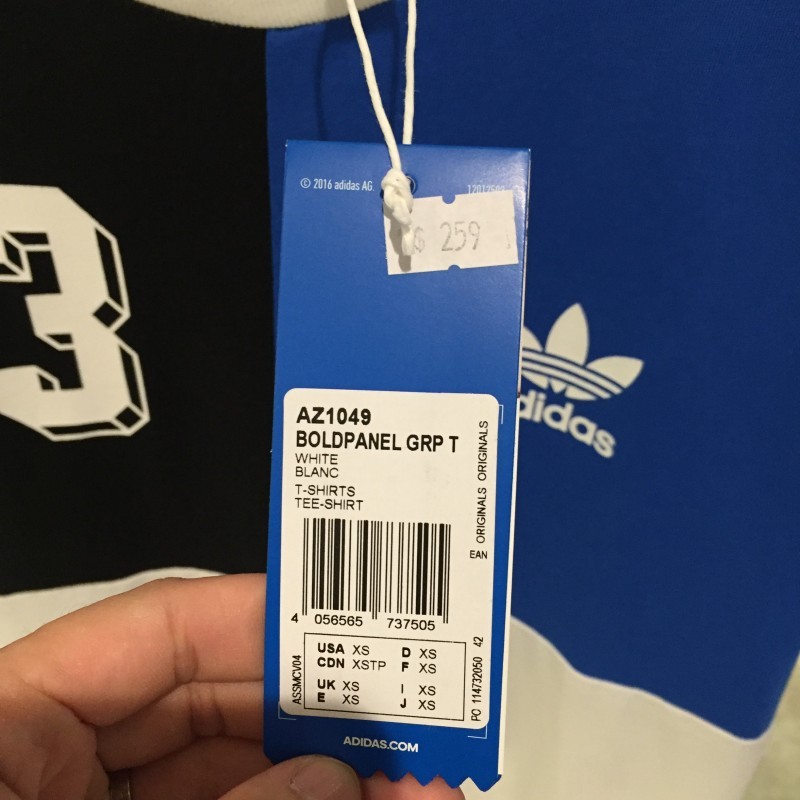 3
© 2016 adidas AG.
$ 259
adidas
AZ1049
BOLDPANEL GRP T
WHITE
BLANC
T-SHIRTS
TEE-SHIRT
ORIGINALS ORIGINALS
EAN
4 056565 737505
ASSMCV04
USA XS D XS
CDN XSTP F XS
UK XS I XS
E XS J XS
PO 114732050 42
ADIDAS.COM